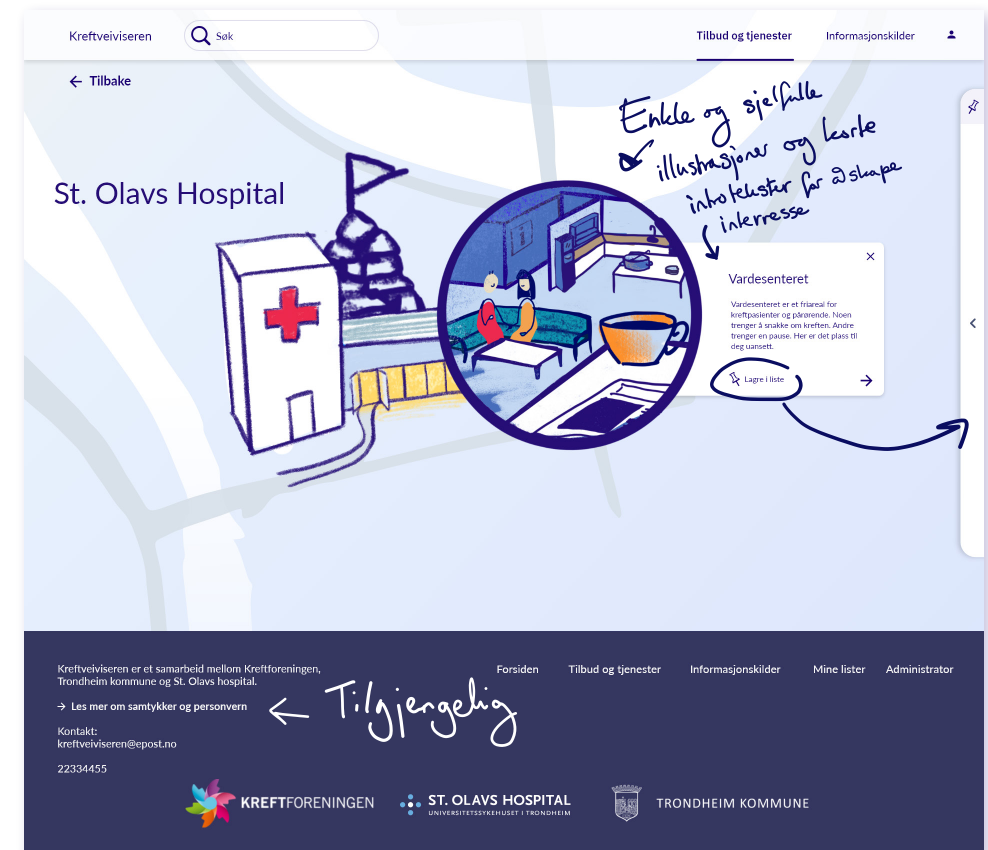 Kreftveiviseren
Søk
Tilbud og tjenester
Informasjonskilder
Tilbake
Enkle og sjelfulle
illustrasjoner og korte
introtekster for å skape
interresse
St. Olavs Hospital
Vardesenteret
Vardesenteret er et friareal for
kreftpasienter og pårørende. Noen
trenger å snakke om kreften. Andre
trenger en pause. Her er det plass til
deg uansett.
Lagre i liste
Kreftveiviseren er et samarbeid mellom Kreftforeningen,
Trondheim kommune og St. Olavs hospital.
Les mer om samtykker og personvern
Kontakt:
kreftveiviseren@epost.no
22334455
Tilgjengelig
Forsiden
Tilbud og tjenester
Informasjonskilder
Mine lister
Administrator
KREFTFORENINGEN
ST. OLAVS HOSPITAL
UNIVERSITETSSYKEHUSET I TRONDHEIM
TRONDHEIM KOMMUNE